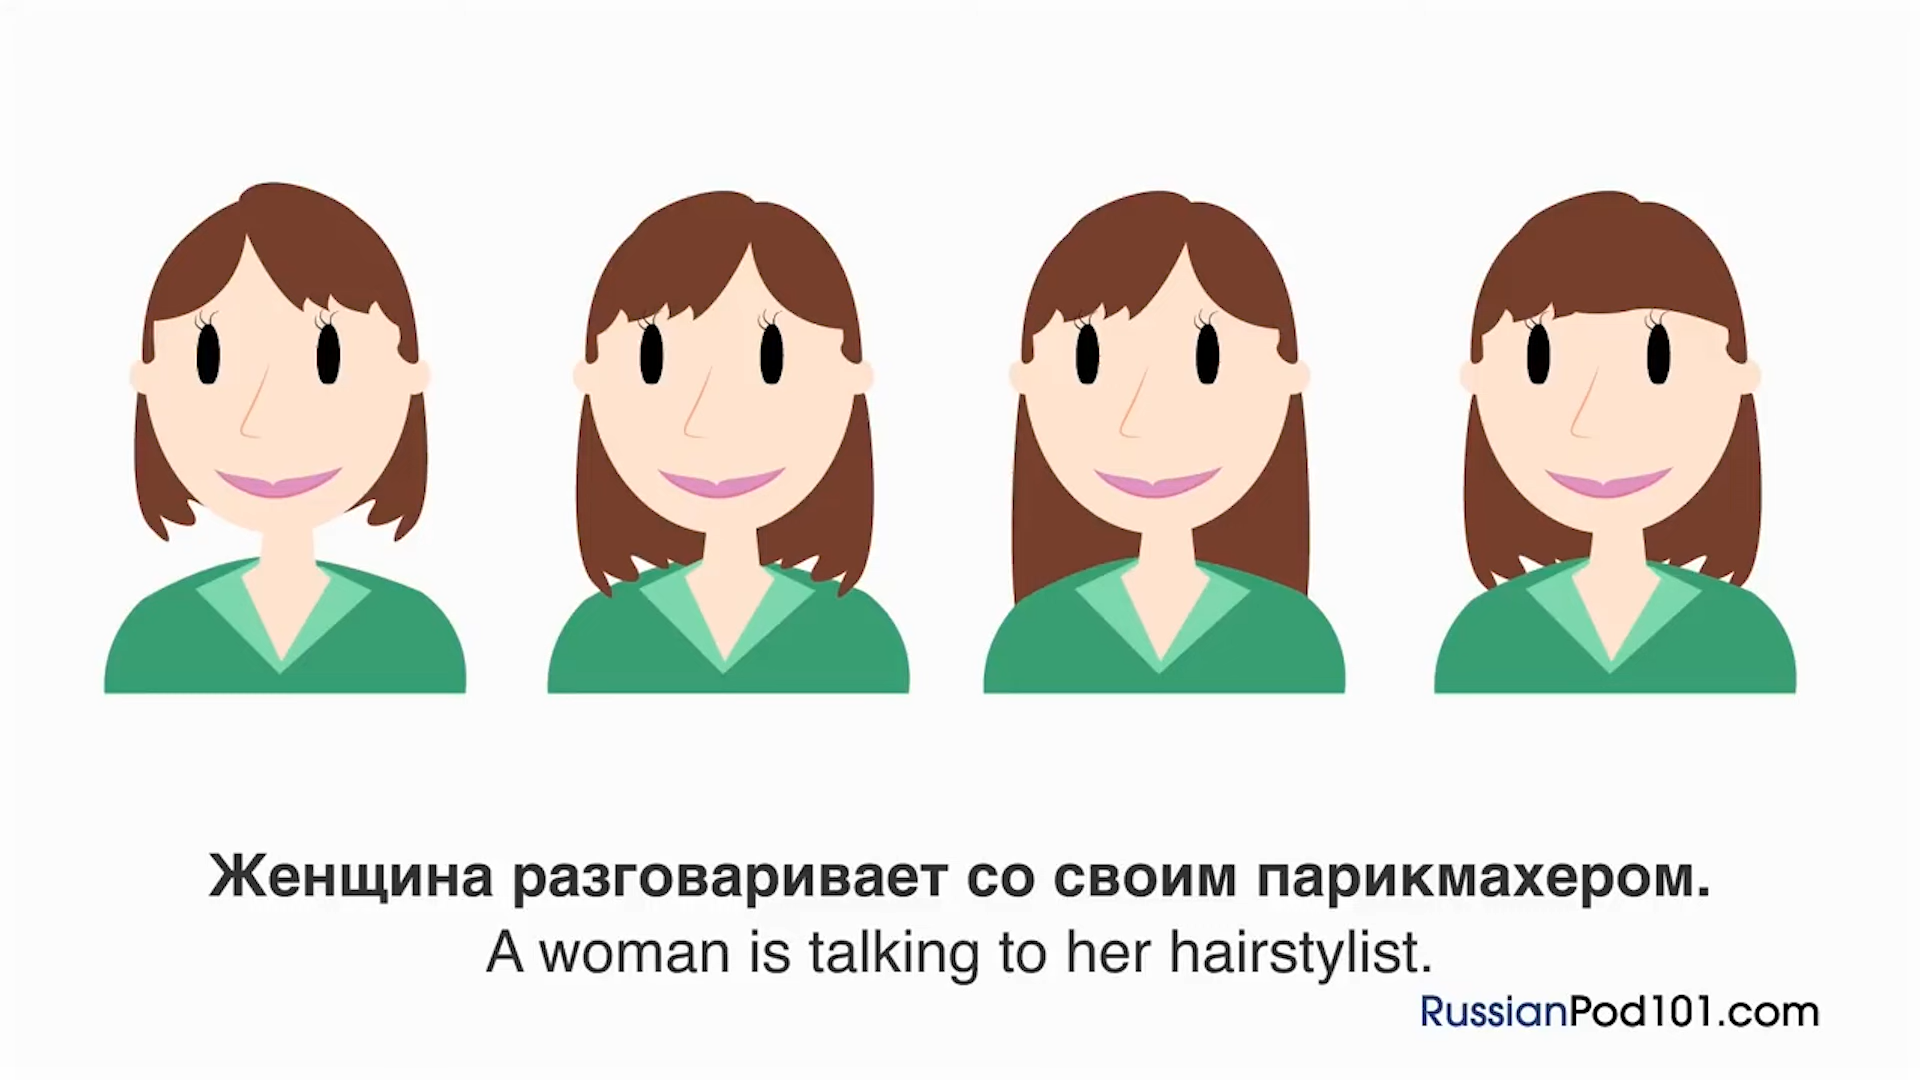 Женщина разговаривает со своим парикмахером.
A woman is talking to her hairstylist.
RussianPod101.com